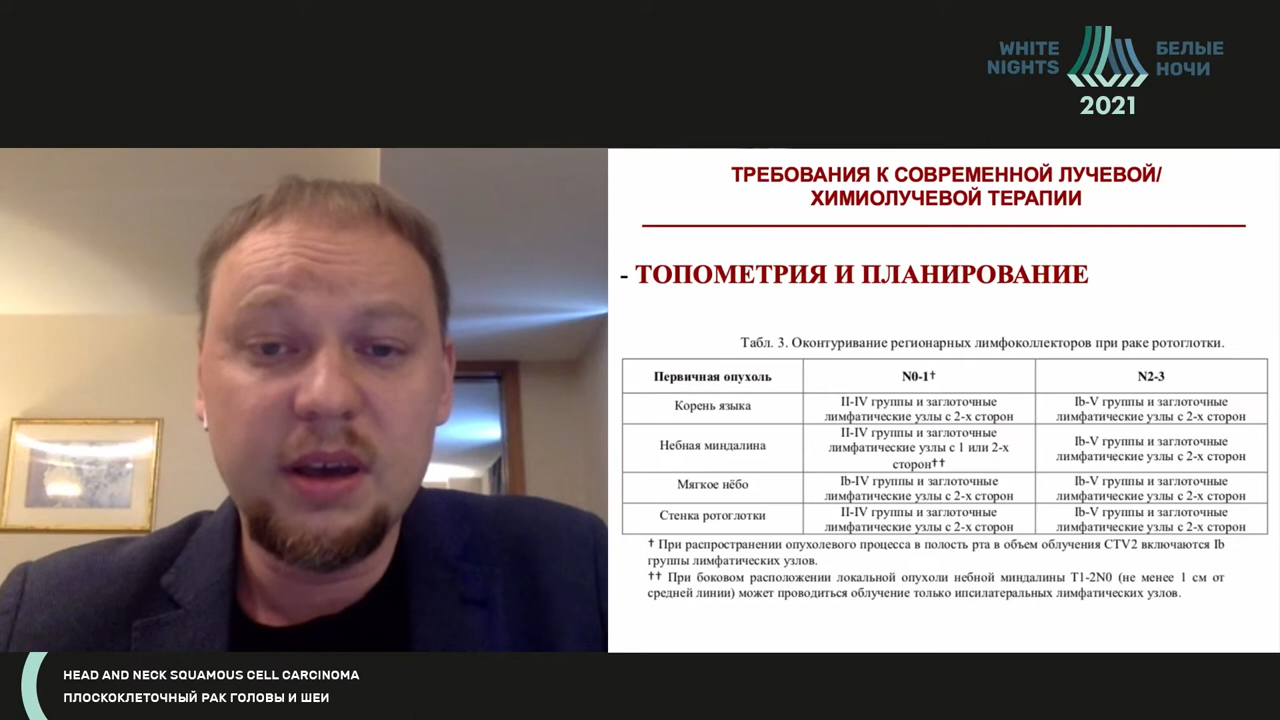 WHITE
NIGHTS
БЕЛЫЕ
НОЧИ
2021
ТРЕБОВАНИЯ К СОВРЕМЕННОЙ ЛУЧЕВОЙ/
ХИМИОЛУЧЕВОЙ ТЕРАПИИ
- ТОПОМЕТРИЯ И ПЛАНИРОВАНИЕ
Табл. 3. Оконтуривание регионарных лимфоколлекторов при раке ротоглотки.
Первичная опухоль
N0-1†
N2-3
Корень языка
II-IV группы и заглоточные
лимфатические узлы с 2-х сторон
Ib-V группы и заглоточные
лимфатические узлы с 2-х сторон
Небная миндалина
II-IV группы и заглоточные
лимфатические узлы с 1 или 2-х
сторон††
Ib-V группы и заглоточные
лимфатические узлы с 2-х сторон
Мягкое нёбо
Ib-IV группы и заглоточные
лимфатические узлы с 2-х сторон
Ib-V группы и заглоточные
лимфатические узлы с 2-х сторон
Стенка ротоглотки
II-IV группы и заглоточные
лимфатические узлы с 2-х сторон
Ib-V группы и заглоточные
лимфатические узлы с 2-х сторон
† При распространении опухолевого процесса в полость рта в объем облучения CTV2 включаются Ib
группы лимфатических узлов.
†† При боковом расположении локальной опухоли небной миндалины T1-2N0 (не менее 1 см от
средней линии) может проводиться облучение только ипсилатеральных лимфатических узлов.
HEAD AND NECK SQUAMOUS CELL CARCINOMA
ПЛОСКОКЛЕТОЧНЫЙ РАК ГОЛОВЫ И ШЕИ